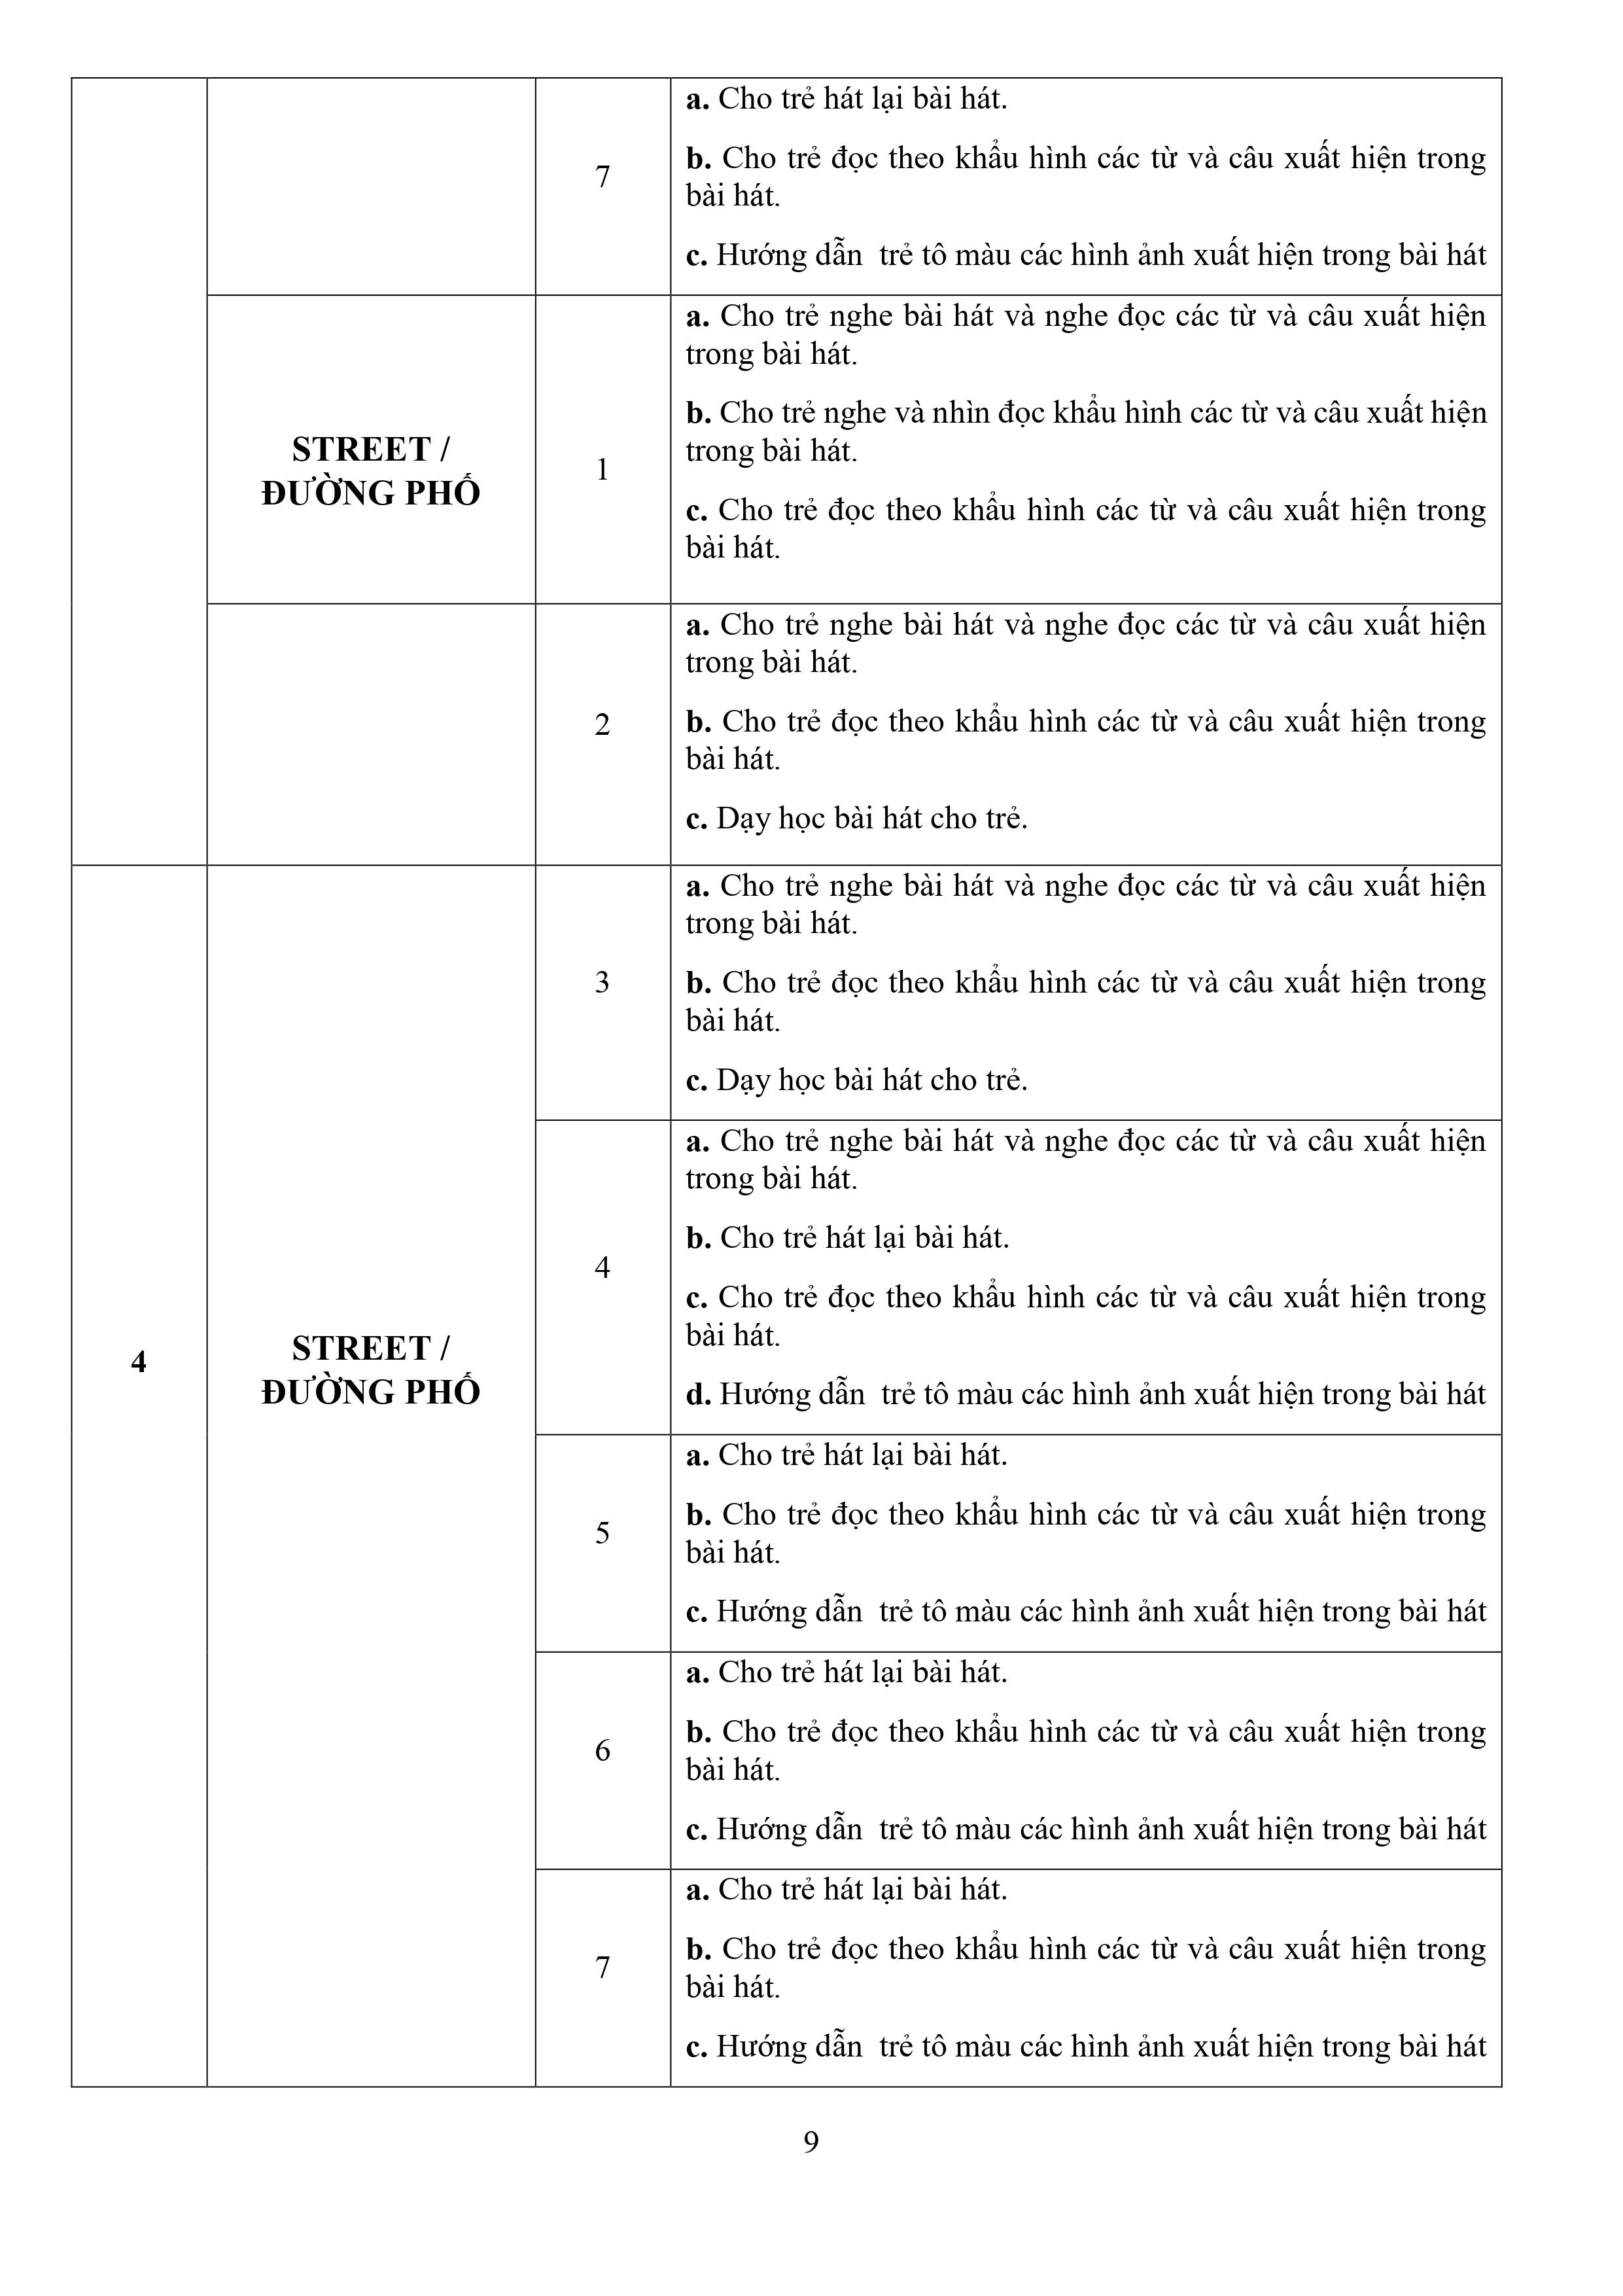 a. Cho trẻ hát lại bài hát.
b. Cho trẻ đọc theo khẩu hình các từ và câu xuất hiện trong
bài hát.
7
c. Hướng dẫn  trẻ tô màu các hình ảnh xuất hiện trong bài hát
a. Cho trẻ nghe bài hát và nghe đọc các từ và câu xuất hiện
trong bài hát.
b. Cho trẻ nghe và nhìn đọc khẩu hình các từ và câu xuất hiện
trong bài hát.
STREET /
ĐƯỜNG PHỐ
1
c. Cho trẻ đọc theo khẩu hình các từ và câu xuất hiện trong
bài hát.
a. Cho trẻ nghe bài hát và nghe đọc các từ và câu xuất hiện
trong bài hát.
2
b. Cho trẻ đọc theo khẩu hình các từ và câu xuất hiện trong
bài hát.
c. Dạy học bài hát cho trẻ.
4
STREET /
ĐƯỜNG PHỐ
3
a. Cho trẻ nghe bài hát và nghe đọc các từ và câu xuất hiện
trong bài hát.
b. Cho trẻ đọc theo khẩu hình các từ và câu xuất hiện trong
bài hát.
c. Dạy học bài hát cho trẻ.
4
a. Cho trẻ nghe bài hát và nghe đọc các từ và câu xuất hiện
trong bài hát.
b. Cho trẻ hát lại bài hát.
c. Cho trẻ đọc theo khẩu hình các từ và câu xuất hiện trong
bài hát.
d. Hướng dẫn  trẻ tô màu các hình ảnh xuất hiện trong bài hát
5
a. Cho trẻ hát lại bài hát.
b. Cho trẻ đọc theo khẩu hình các từ và câu xuất hiện trong
bài hát.
c. Hướng dẫn  trẻ tô màu các hình ảnh xuất hiện trong bài hát
6
a. Cho trẻ hát lại bài hát.
b. Cho trẻ đọc theo khẩu hình các từ và câu xuất hiện trong
bài hát.
c. Hướng dẫn  trẻ tô màu các hình ảnh xuất hiện trong bài hát
7
a. Cho trẻ hát lại bài hát.
b. Cho trẻ đọc theo khẩu hình các từ và câu xuất hiện trong
bài hát.
c. Hướng dẫn  trẻ tô màu các hình ảnh xuất hiện trong bài hát
9